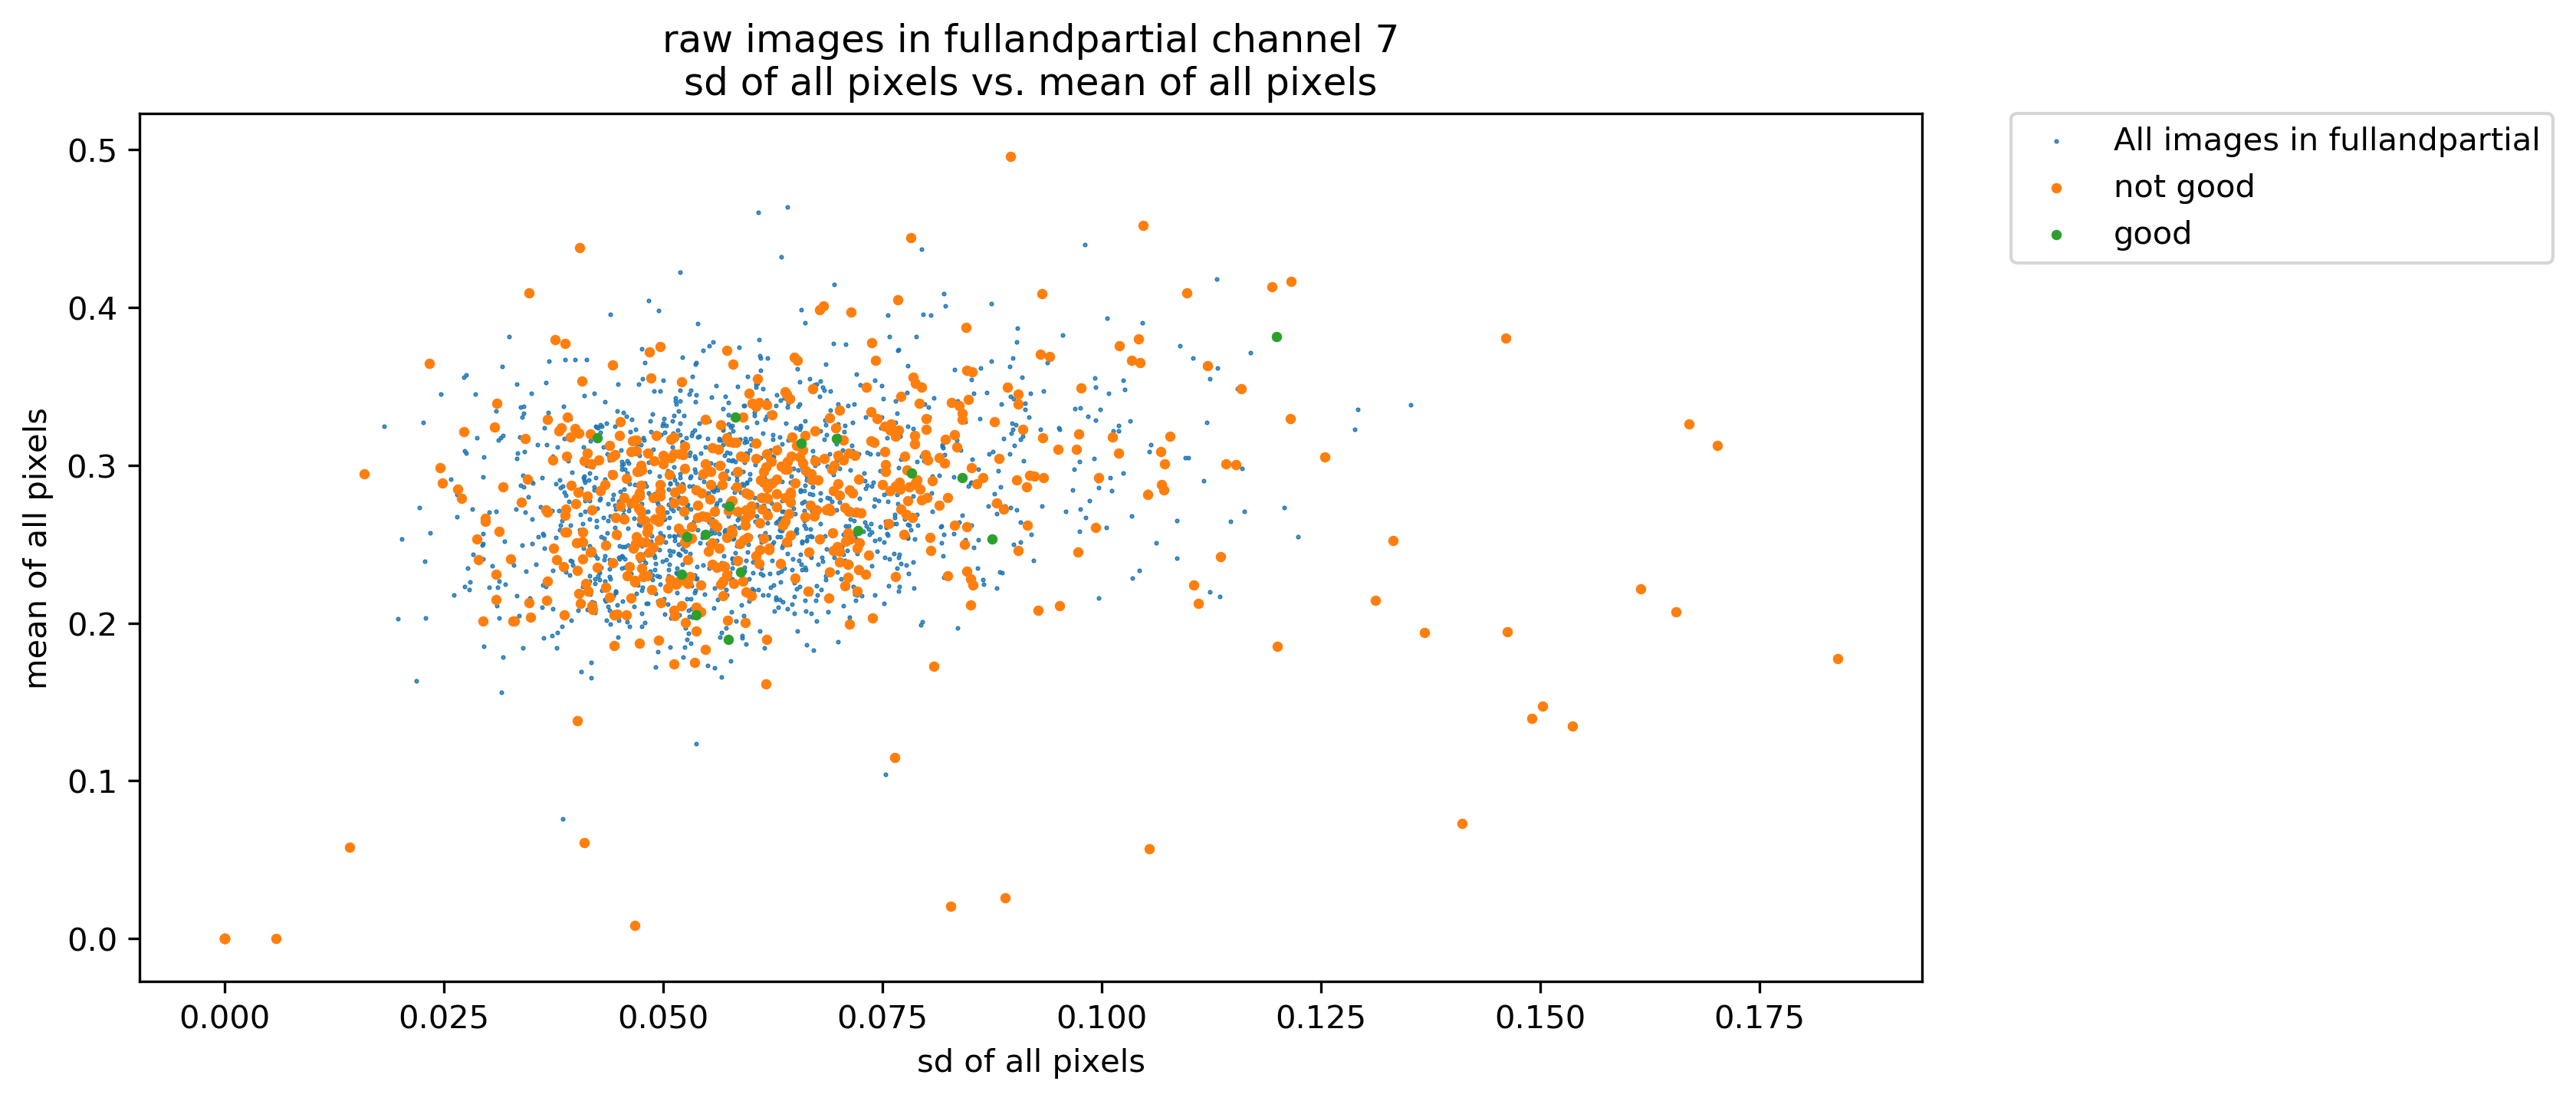 raw images in fullandpartial channel 7
sd of all pixels vs. mean of all pixels
All images in fullandpartial
not good
good
mean of all pixels
0.5
0.4
0.3
0.2
0.1
0.0
0.000 0.025 0.050 0.075 0.100 0.125 0.150 0.175
sd of all pixels